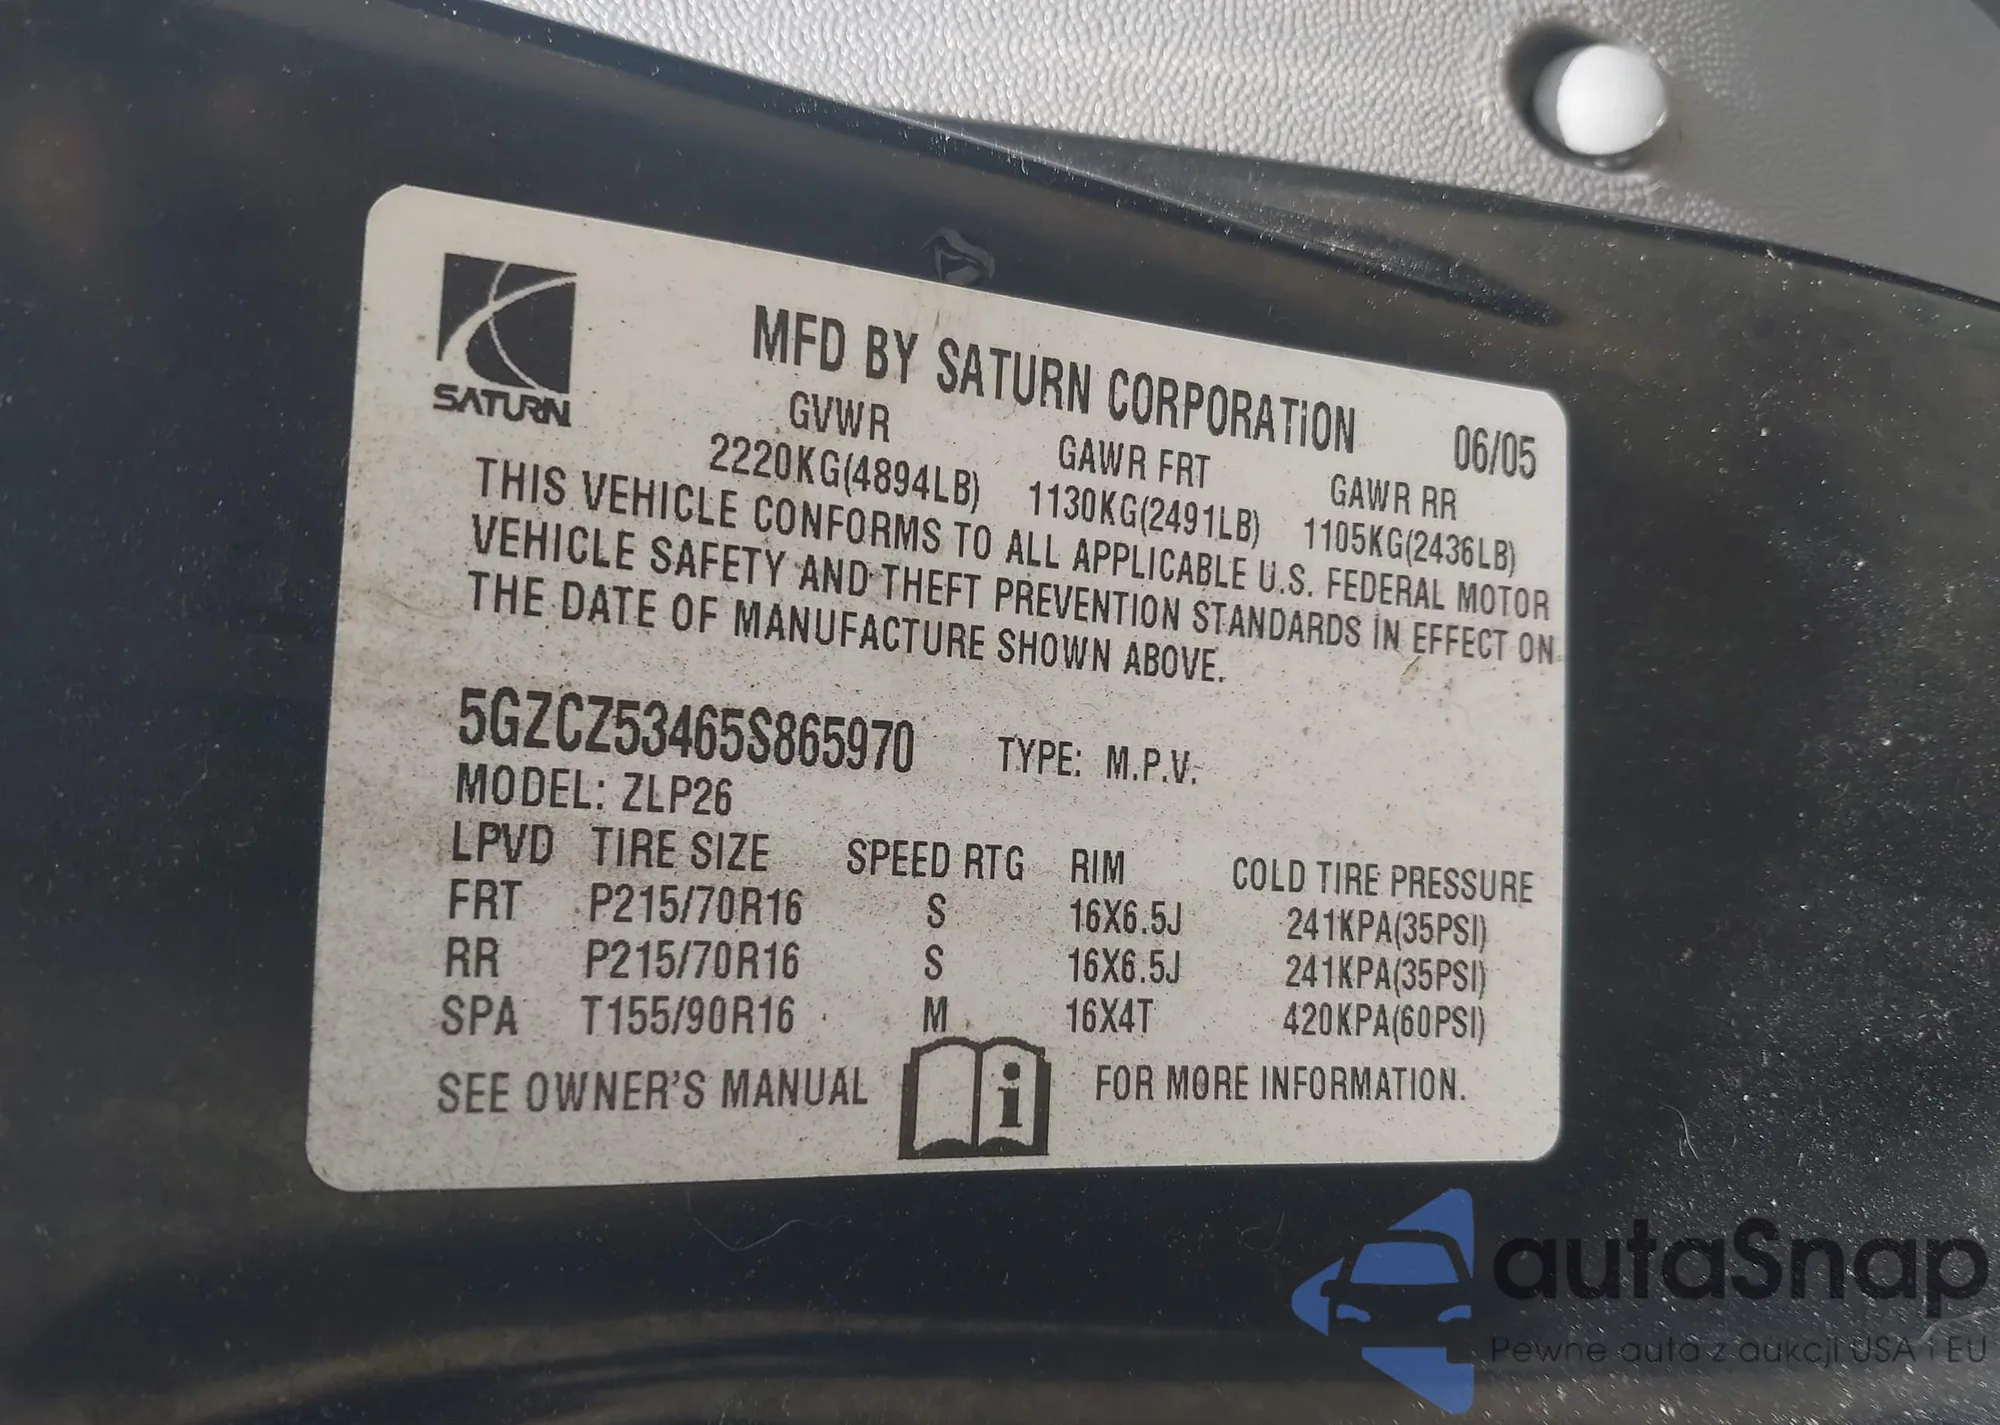 SATURN
MFD BY SATURN CORPORATION 06/05
GVWR GAWR FRT GAWR RR
2220KG(4894LB) 1130KG(2491LB) 1105KG(2436LB)
THIS VEHICLE CONFORMS TO ALL APPLICABLE U.S. FEDERAL MOTOR
VEHICLE SAFETY AND THEFT PREVENTION STANDARDS IN EFFECT ON
THE DATE OF MANUFACTURE SHOWN ABOVE.
5GZCZ53465S865970 TYPE: M.P.V.
MODEL: ZLP26
LPVD TIRE SIZE SPEED RTG RIM COLD TIRE PRESSURE
FRT P215/70R16 S 16X6.5J 241KPA(35PSI)
RR P215/70R16 S 16X6.5J 241KPA(35PSI)
SPA T155/90R16 M 16X4T 420KPA(60PSI)
SEE OWNER'S MANUAL i FOR MORE INFORMATION.
autaSnap
Pewne auta z aukcji USA i EU